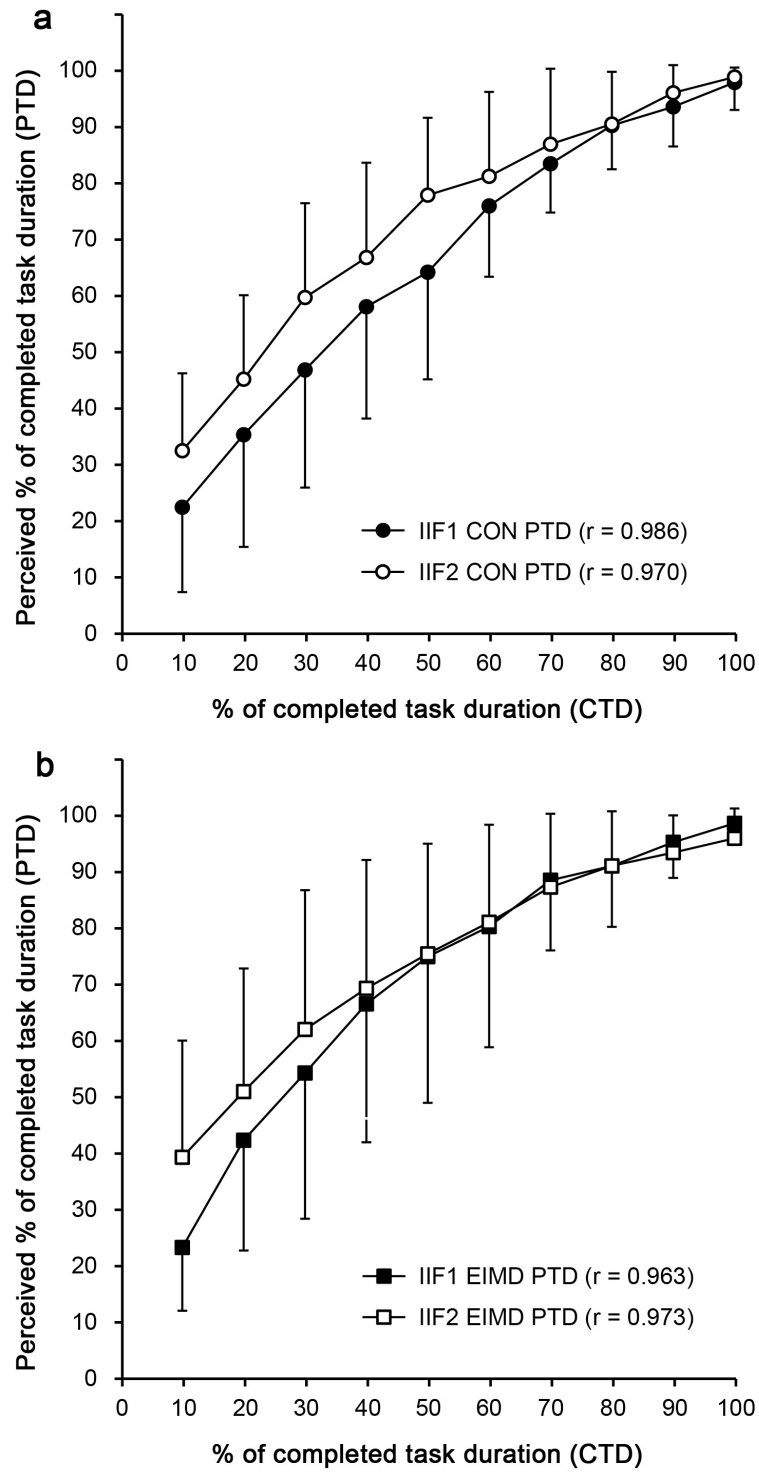 a
Perceived % of completed task duration (PTD)
100
90
80
70
60
50
40
30
20
10
0
IIF1 CON PTD (r = 0.986)
IIF2 CON PTD (r = 0.970)
0 10 20 30 40 50 60 70 80 90 100
% of completed task duration (CTD)
b
Perceived % of completed task duration (PTD)
100
90
80
70
60
50
40
30
20
10
0
IIF1 EIMD PTD (r = 0.963)
IIF2 EIMD PTD (r = 0.973)
0 10 20 30 40 50 60 70 80 90 100
% of completed task duration (CTD)